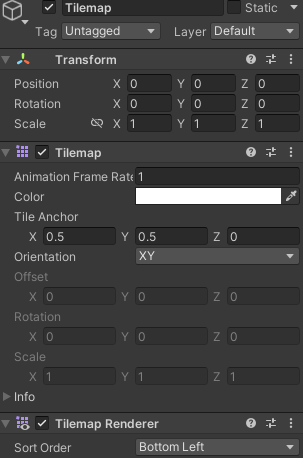 Tilemap Static
Tag Untagged Layer Default
Transform
Position X 0 Y 0 Z 0
Rotation X 0 Y 0 Z 0
Scale X 1 Y 1 Z 1
Tilemap
Animation Frame Rate 1
Color
Tile Anchor
X 0.5 Y 0.5 Z 0
Orientation XY
Offset
X 0 Y 0 Z 0
Rotation
X 0 Y 0 Z 0
Scale
X 1 Y 1 Z 1
Info
Tilemap Renderer
Sort Order Bottom Left